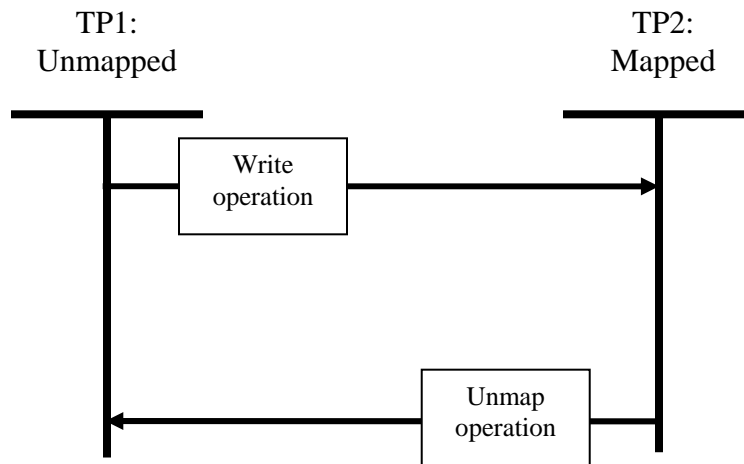 TP1:
Unmapped
TP2:
Mapped
Write
operation
Unmap
operation